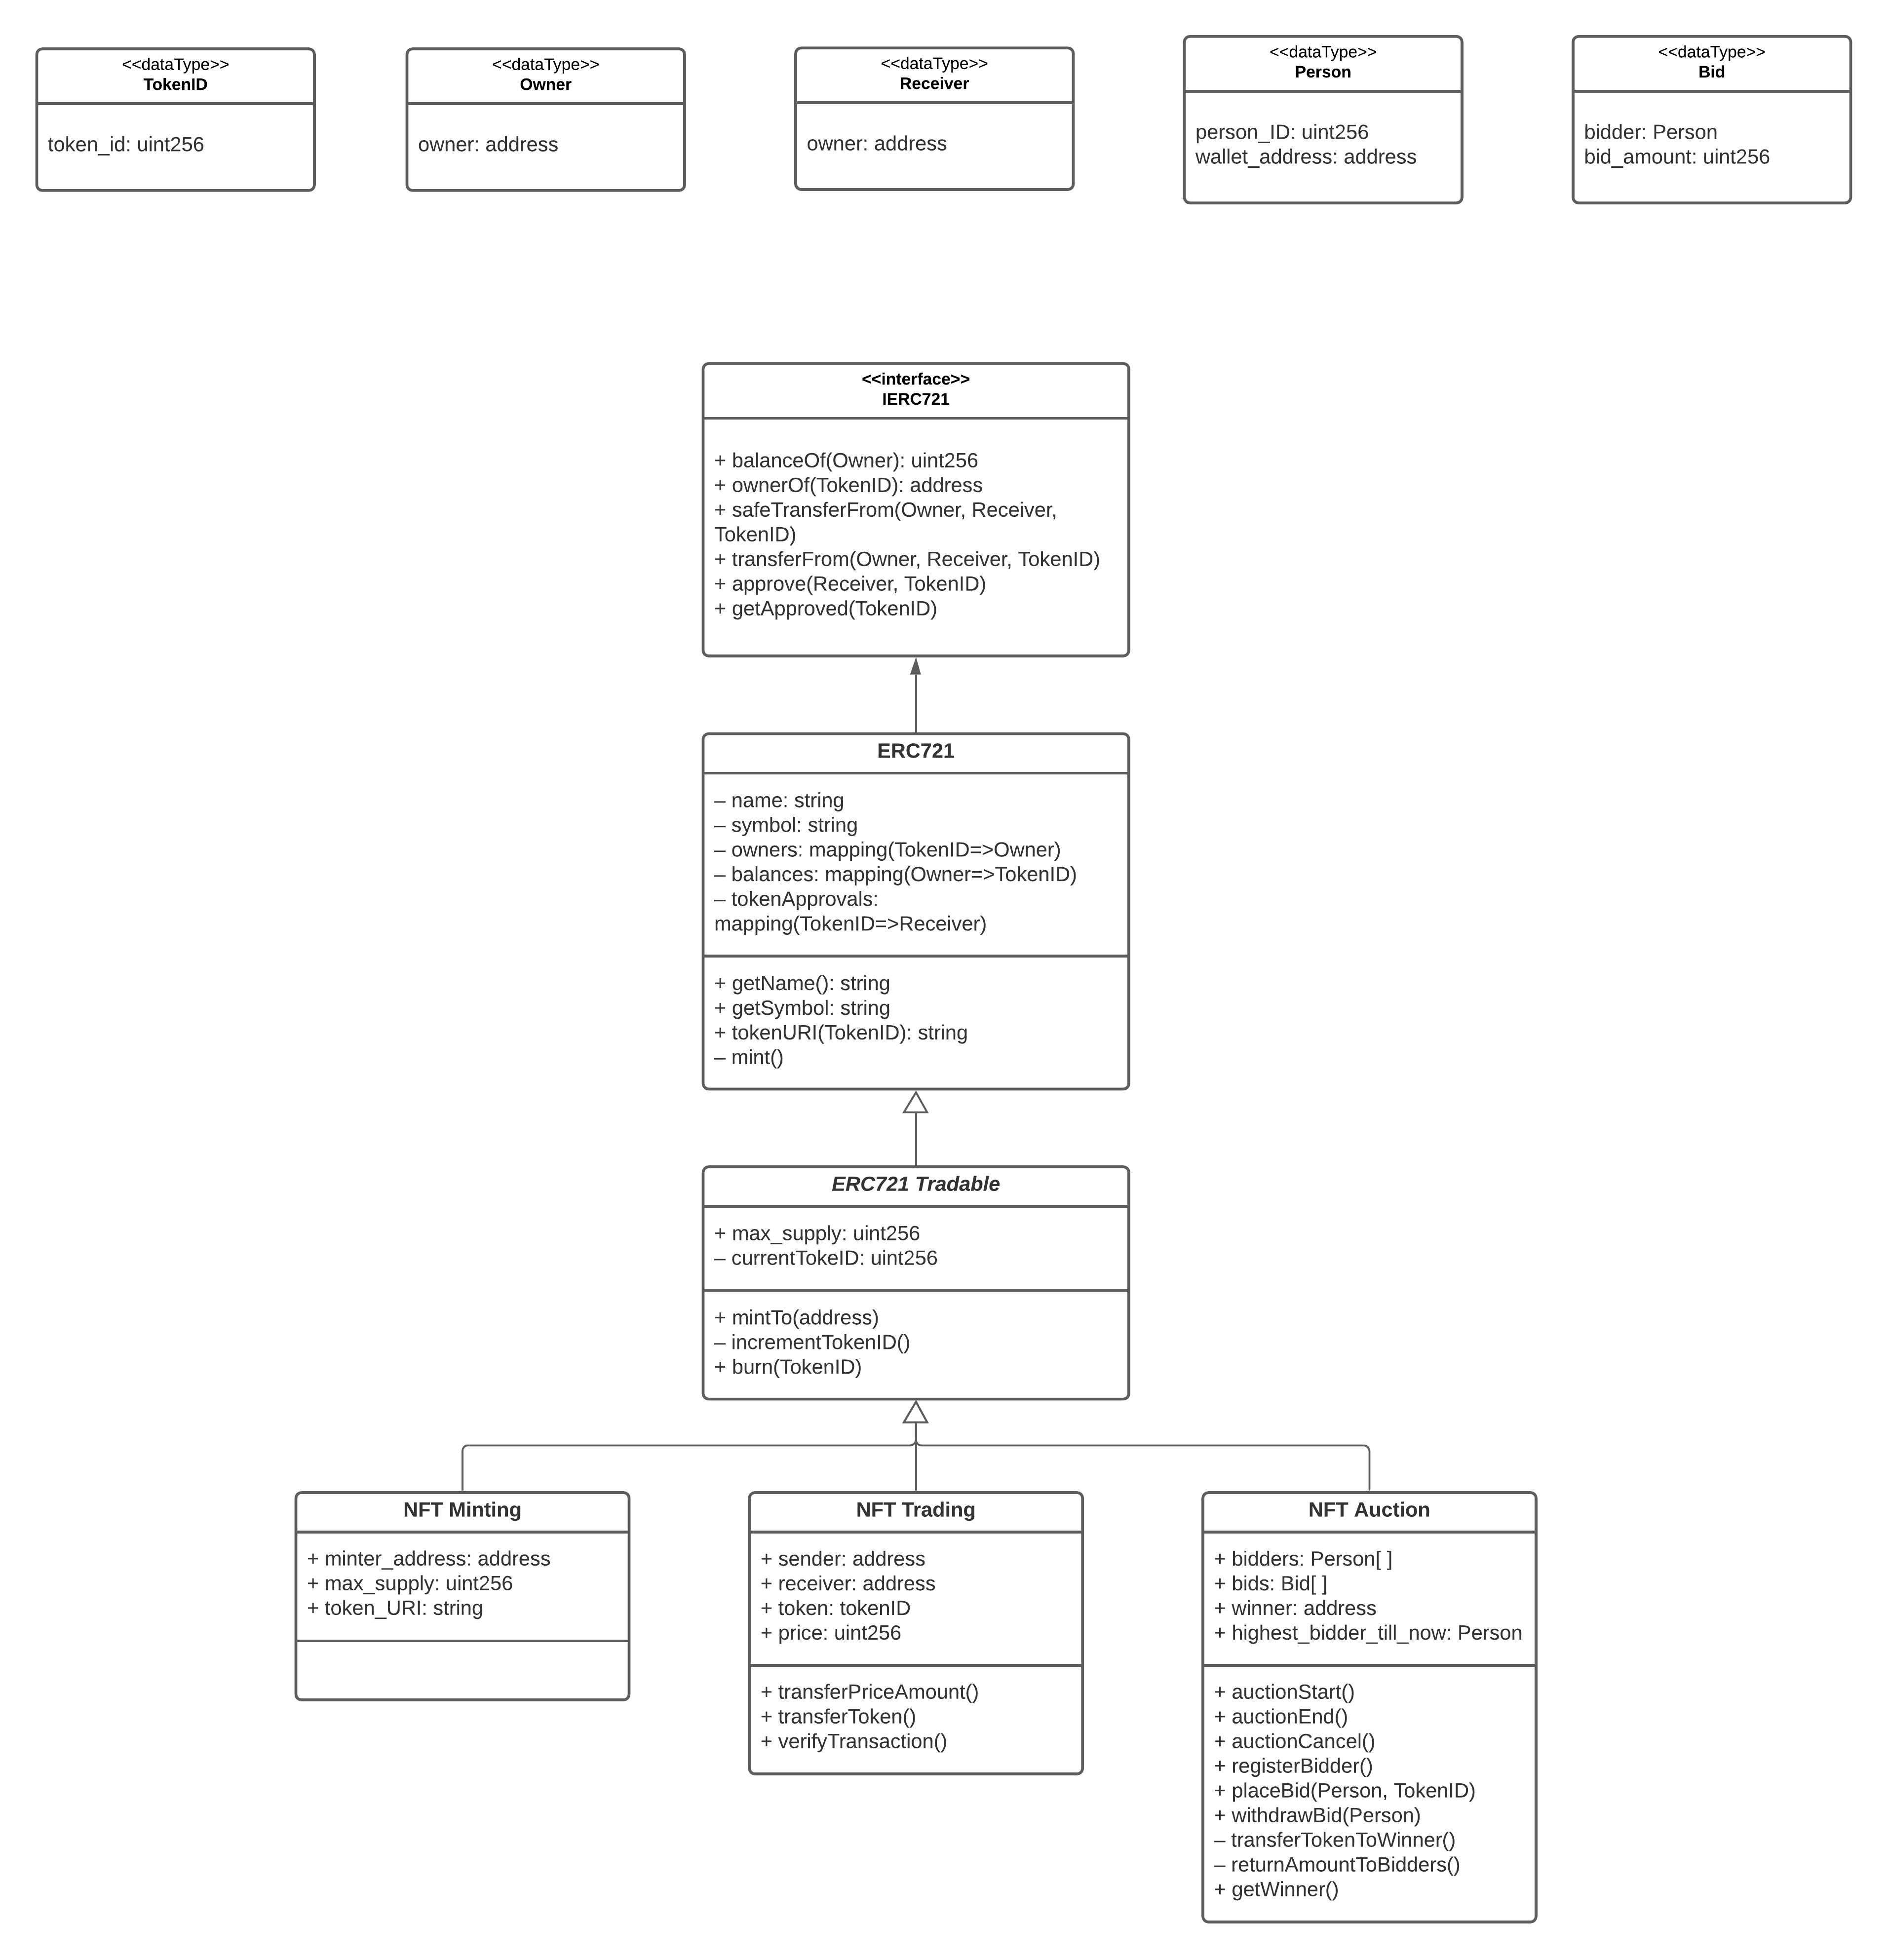 <<dataType>>
TokenID
token_id: uint256
<<dataType>>
Owner
owner: address
<<dataType>>
Receiver
owner: address
<<dataType>>
Person
person_ID: uint256
wallet_address: address
<<dataType>>
Bid
bidder: Person
bid_amount: uint256
<<interface>>
IERC721
+ balanceOf(Owner): uint256
+ ownerOf(TokenID): address
+ safeTransferFrom(Owner, Receiver,
TokenID)
+ transferFrom(Owner, Receiver, TokenID)
+ approve(Receiver, TokenID)
+ getApproved(TokenID)
ERC721
– name: string
– symbol: string
– owners: mapping(TokenID=>Owner)
– balances: mapping(Owner=>TokenID)
– tokenApprovals:
mapping(TokenID=>Receiver)
+ getName(): string
+ getSymbol: string
+ tokenURI(TokenID): string
– mint()
ERC721 Tradable
+ max_supply: uint256
– currentTokeID: uint256
+ mintTo(address)
– incrementTokenID()
+ burn(TokenID)
NFT Minting
+ minter_address: address
+ max_supply: uint256
+ token_URI: string
NFT Trading
+ sender: address
+ receiver: address
+ token: tokenID
+ price: uint256
+ transferPriceAmount()
+ transferToken()
+ verifyTransaction()
NFT Auction
+ bidders: Person[ ]
+ bids: Bid[ ]
+ winner: address
+ highest_bidder_till_now: Person
+ auctionStart()
+ auctionEnd()
+ auctionCancel()
+ registerBidder()
+ placeBid(Person, TokenID)
+ withdrawBid(Person)
– transferTokenToWinner()
– returnAmountToBidders()
+ getWinner()